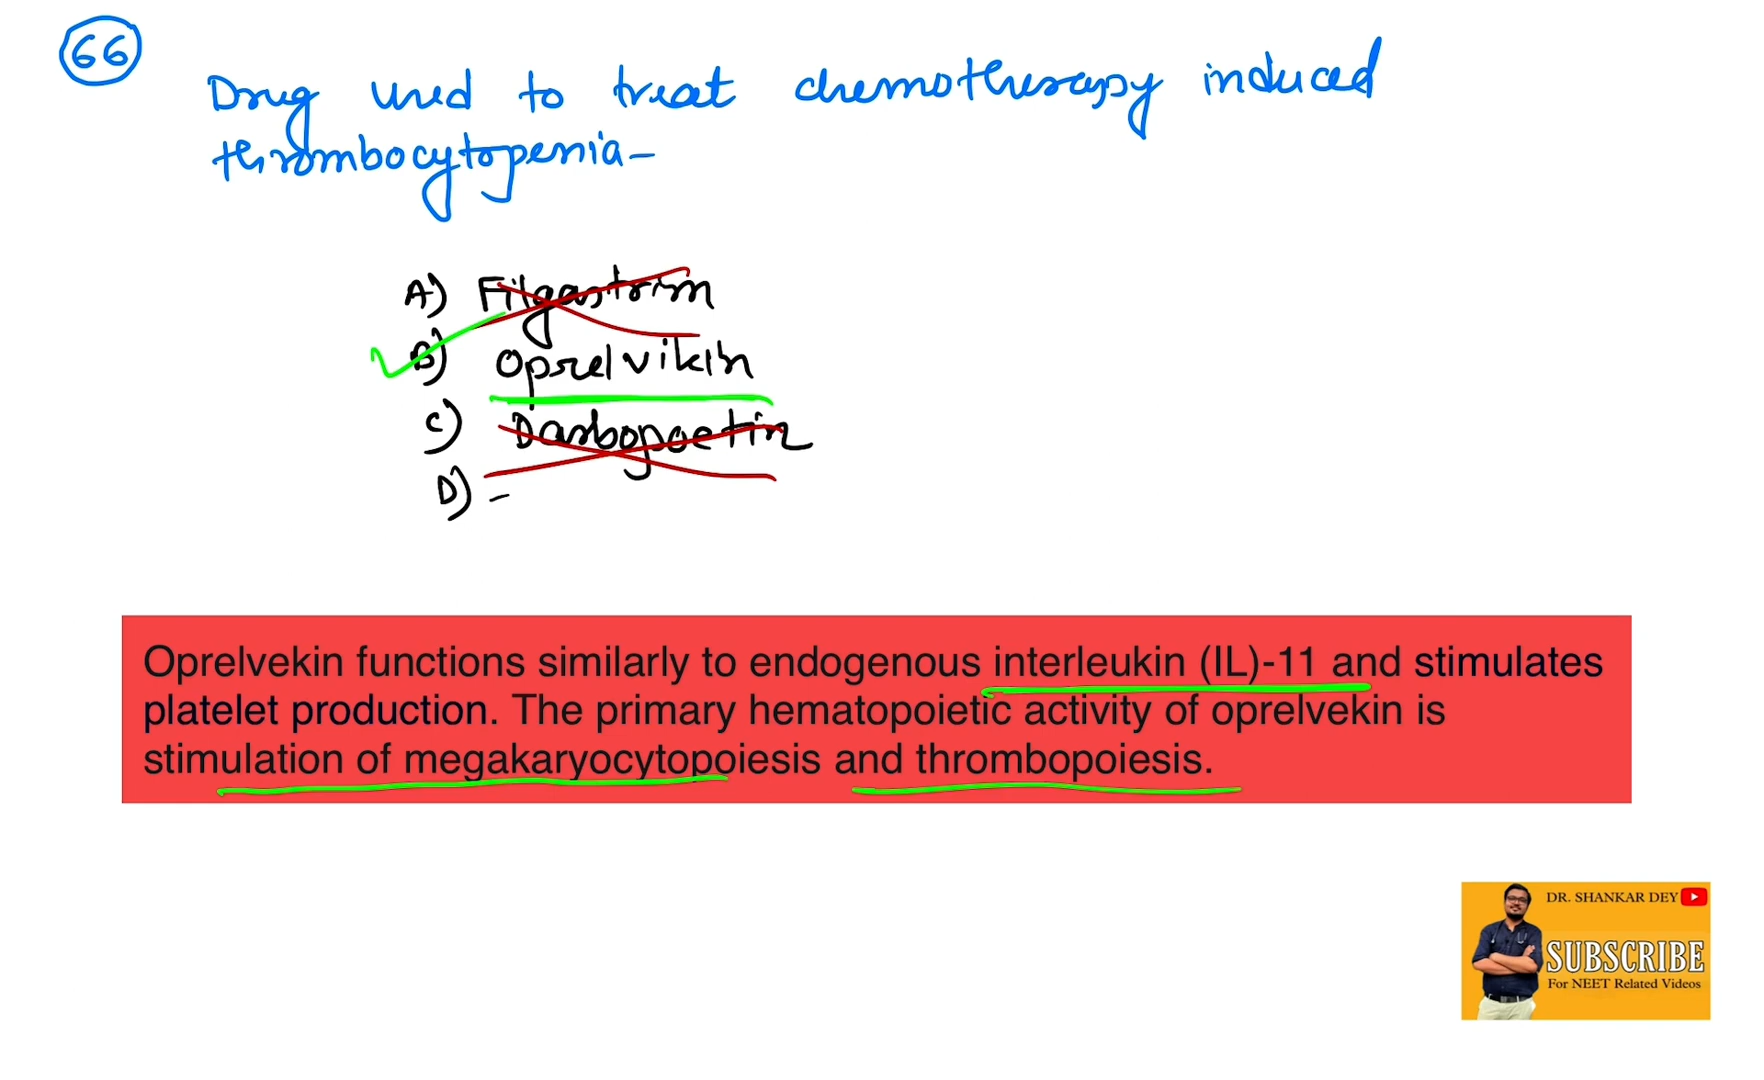 66
Drug used to treat chemotherapy induced
thrombocytopenia-
A) Filgastrim
B) Oprelvikin
C) Darbopoetin
D) -
Oprelvekin functions similarly to endogenous interleukin (IL)-11 and stimulates
platelet production. The primary hematopoietic activity of oprelvekin is
stimulation of megakaryocytopoiesis and thrombopoiesis.
DR. SHANKAR DEY
SUBSCRIBE
For NEET Related Videos